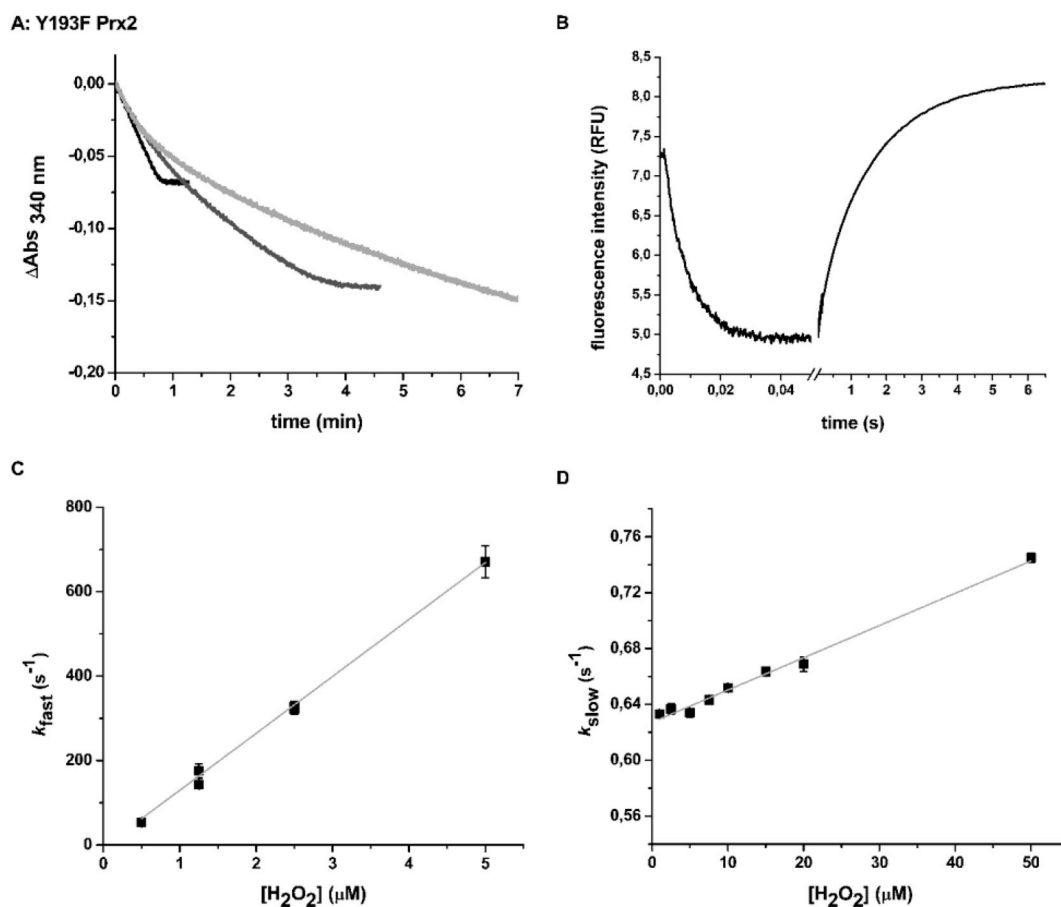 A: Y193F Prx2
0,00
-0,05
-0,10
-0,15
-0,20
ΔAbs 340 nm
0 1 2 3 4 5 6 7
time (min)
B
8,5
8,0
7,5
7,0
6,5
6,0
5,5
5,0
4,5
fluorescence intensity (RFU)
0,00 0,02 0,04 1 2 3 4 5 6
time (s)
C
800
600
400
200
0
kfast (s-1)
0 1 2 3 4 5
[H2O2] (μM)
D
0,76
0,72
0,68
0,64
0,60
0,56
kslow (s-1)
0 10 20 30 40 50
[H2O2] (μM)